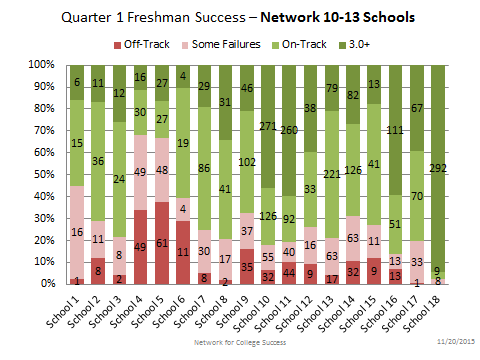 Quarter 1 Freshman Success – Network 10-13 Schools
Off-Track Some Failures On-Track 3.0+
100%
90%
80%
70%
60%
50%
40%
30%
20%
10%
0%
6 11 12 16 27 4 29 31 46 271 260 38 79 82 13 111 67 292
15 36 24 30 27 19 86 41 102 126 92 33 221 126 41 51 70 9
16 11 8 49 48 4 30 17 37 55 40 16 63 63 11 13 33 8
1 8 2 49 61 11 8 2 35 32 44 9 17 32 9 13 1
School 1
School 2
School 3
School 4
School 5
School 6
School 7
School 8
School 9
School 10
School 11
School 12
School 13
School 14
School 15
School 16
School 17
School 18
Network for College Success
11/20/2013